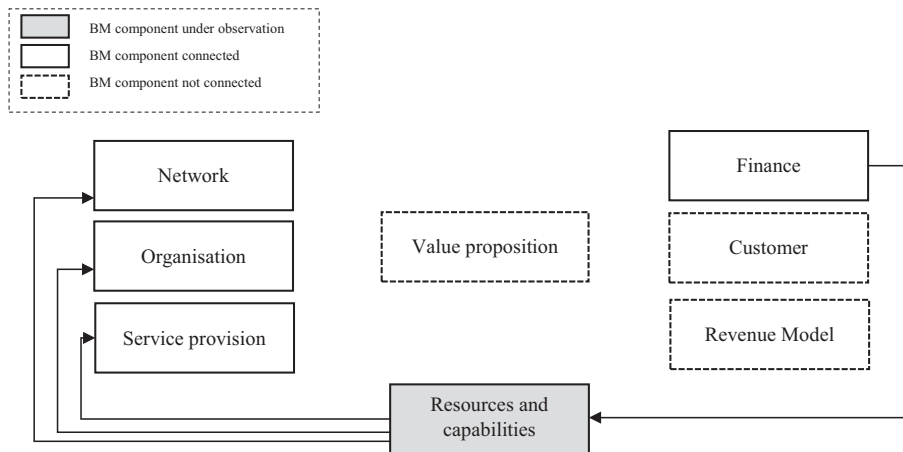 BM component under observation
BM component connected
BM component not connected
Network
Finance
Organisation
Value proposition
Customer
Service provision
Revenue Model
Resources and
capabilities